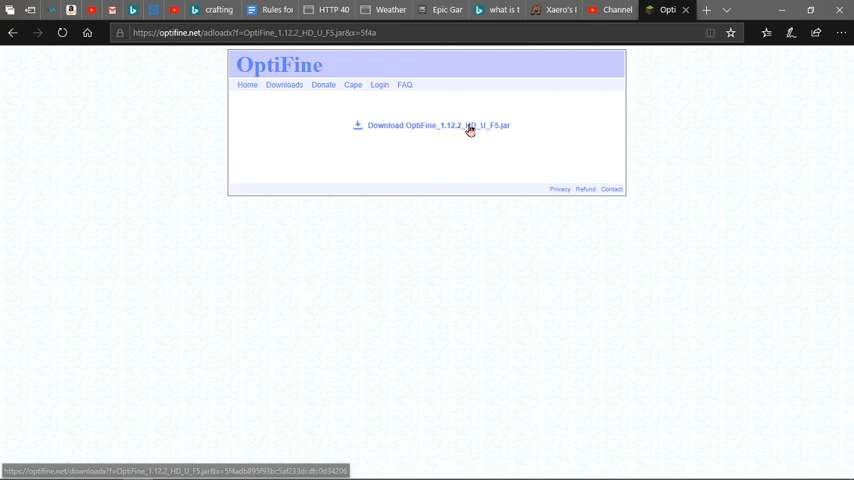 crafting
Rules for
HTTP 40
Weather
Epic Gar
what is t
Xaero's I
Channel
Opti
https://optifine.net/adloadx?f=OptiFine_1.12.2_HD_U_F5.jar&x=5f4a
OptiFine
Home Downloads Donate Cape Login FAQ
Download OptiFine_1.12.2_HD_U_F5.jar
Privacy Refund Contact
https://optifine.net/downloadx?f=OptiFine_1.12.2_HD_U_F5.jar&x=5f4adb895f93bc5af233dcdfc0d34206